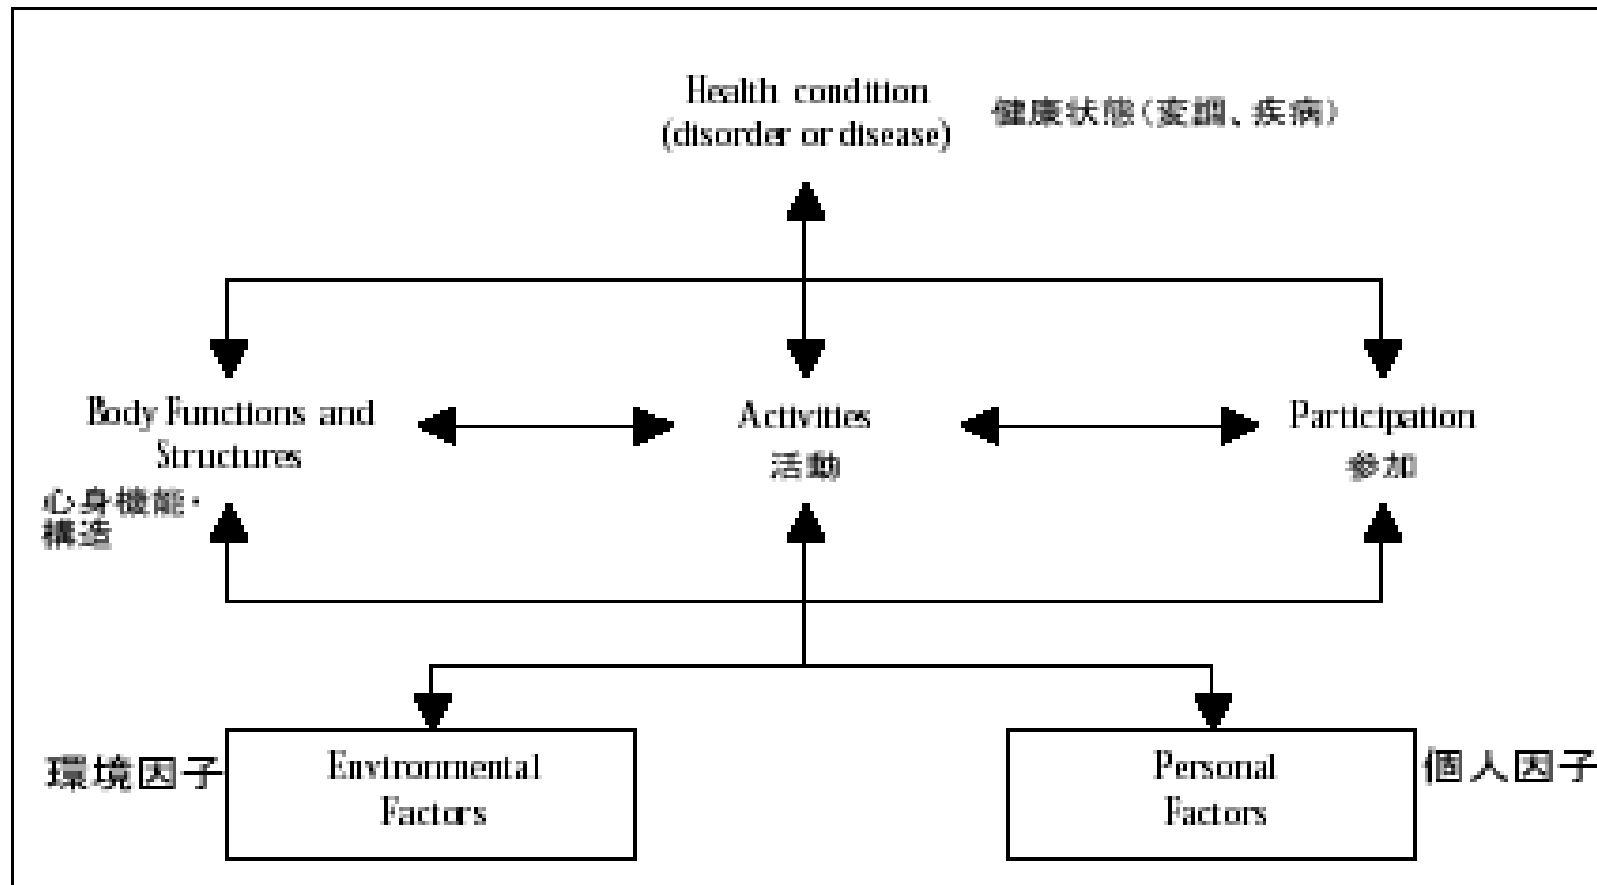 Health condition
(disorder or disease)
健康状態(変調、疾病)
Body Functions and
Structures
心身機能・
構造
Activities
活動
Participation
参加
環境因子
Environmental
Factors
Personal
Factors
個人因子